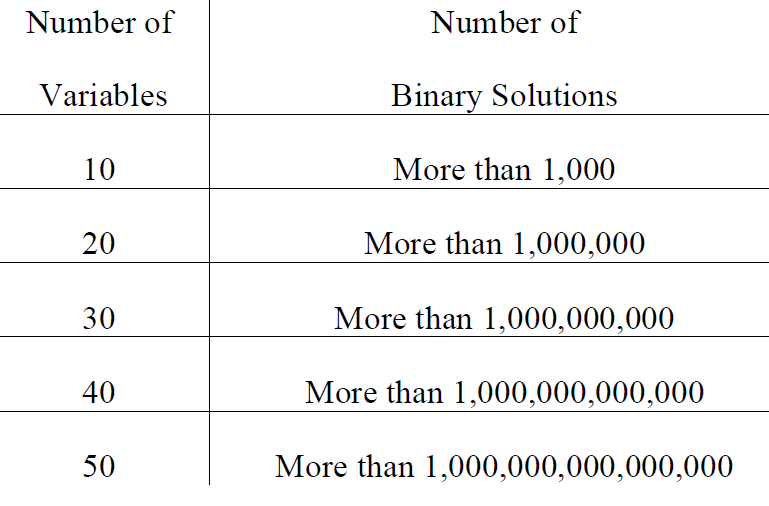 Number of Number of
Variables Binary Solutions
10 More than 1,000
20 More than 1,000,000
30 More than 1,000,000,000
40 More than 1,000,000,000,000
50 More than 1,000,000,000,000,000